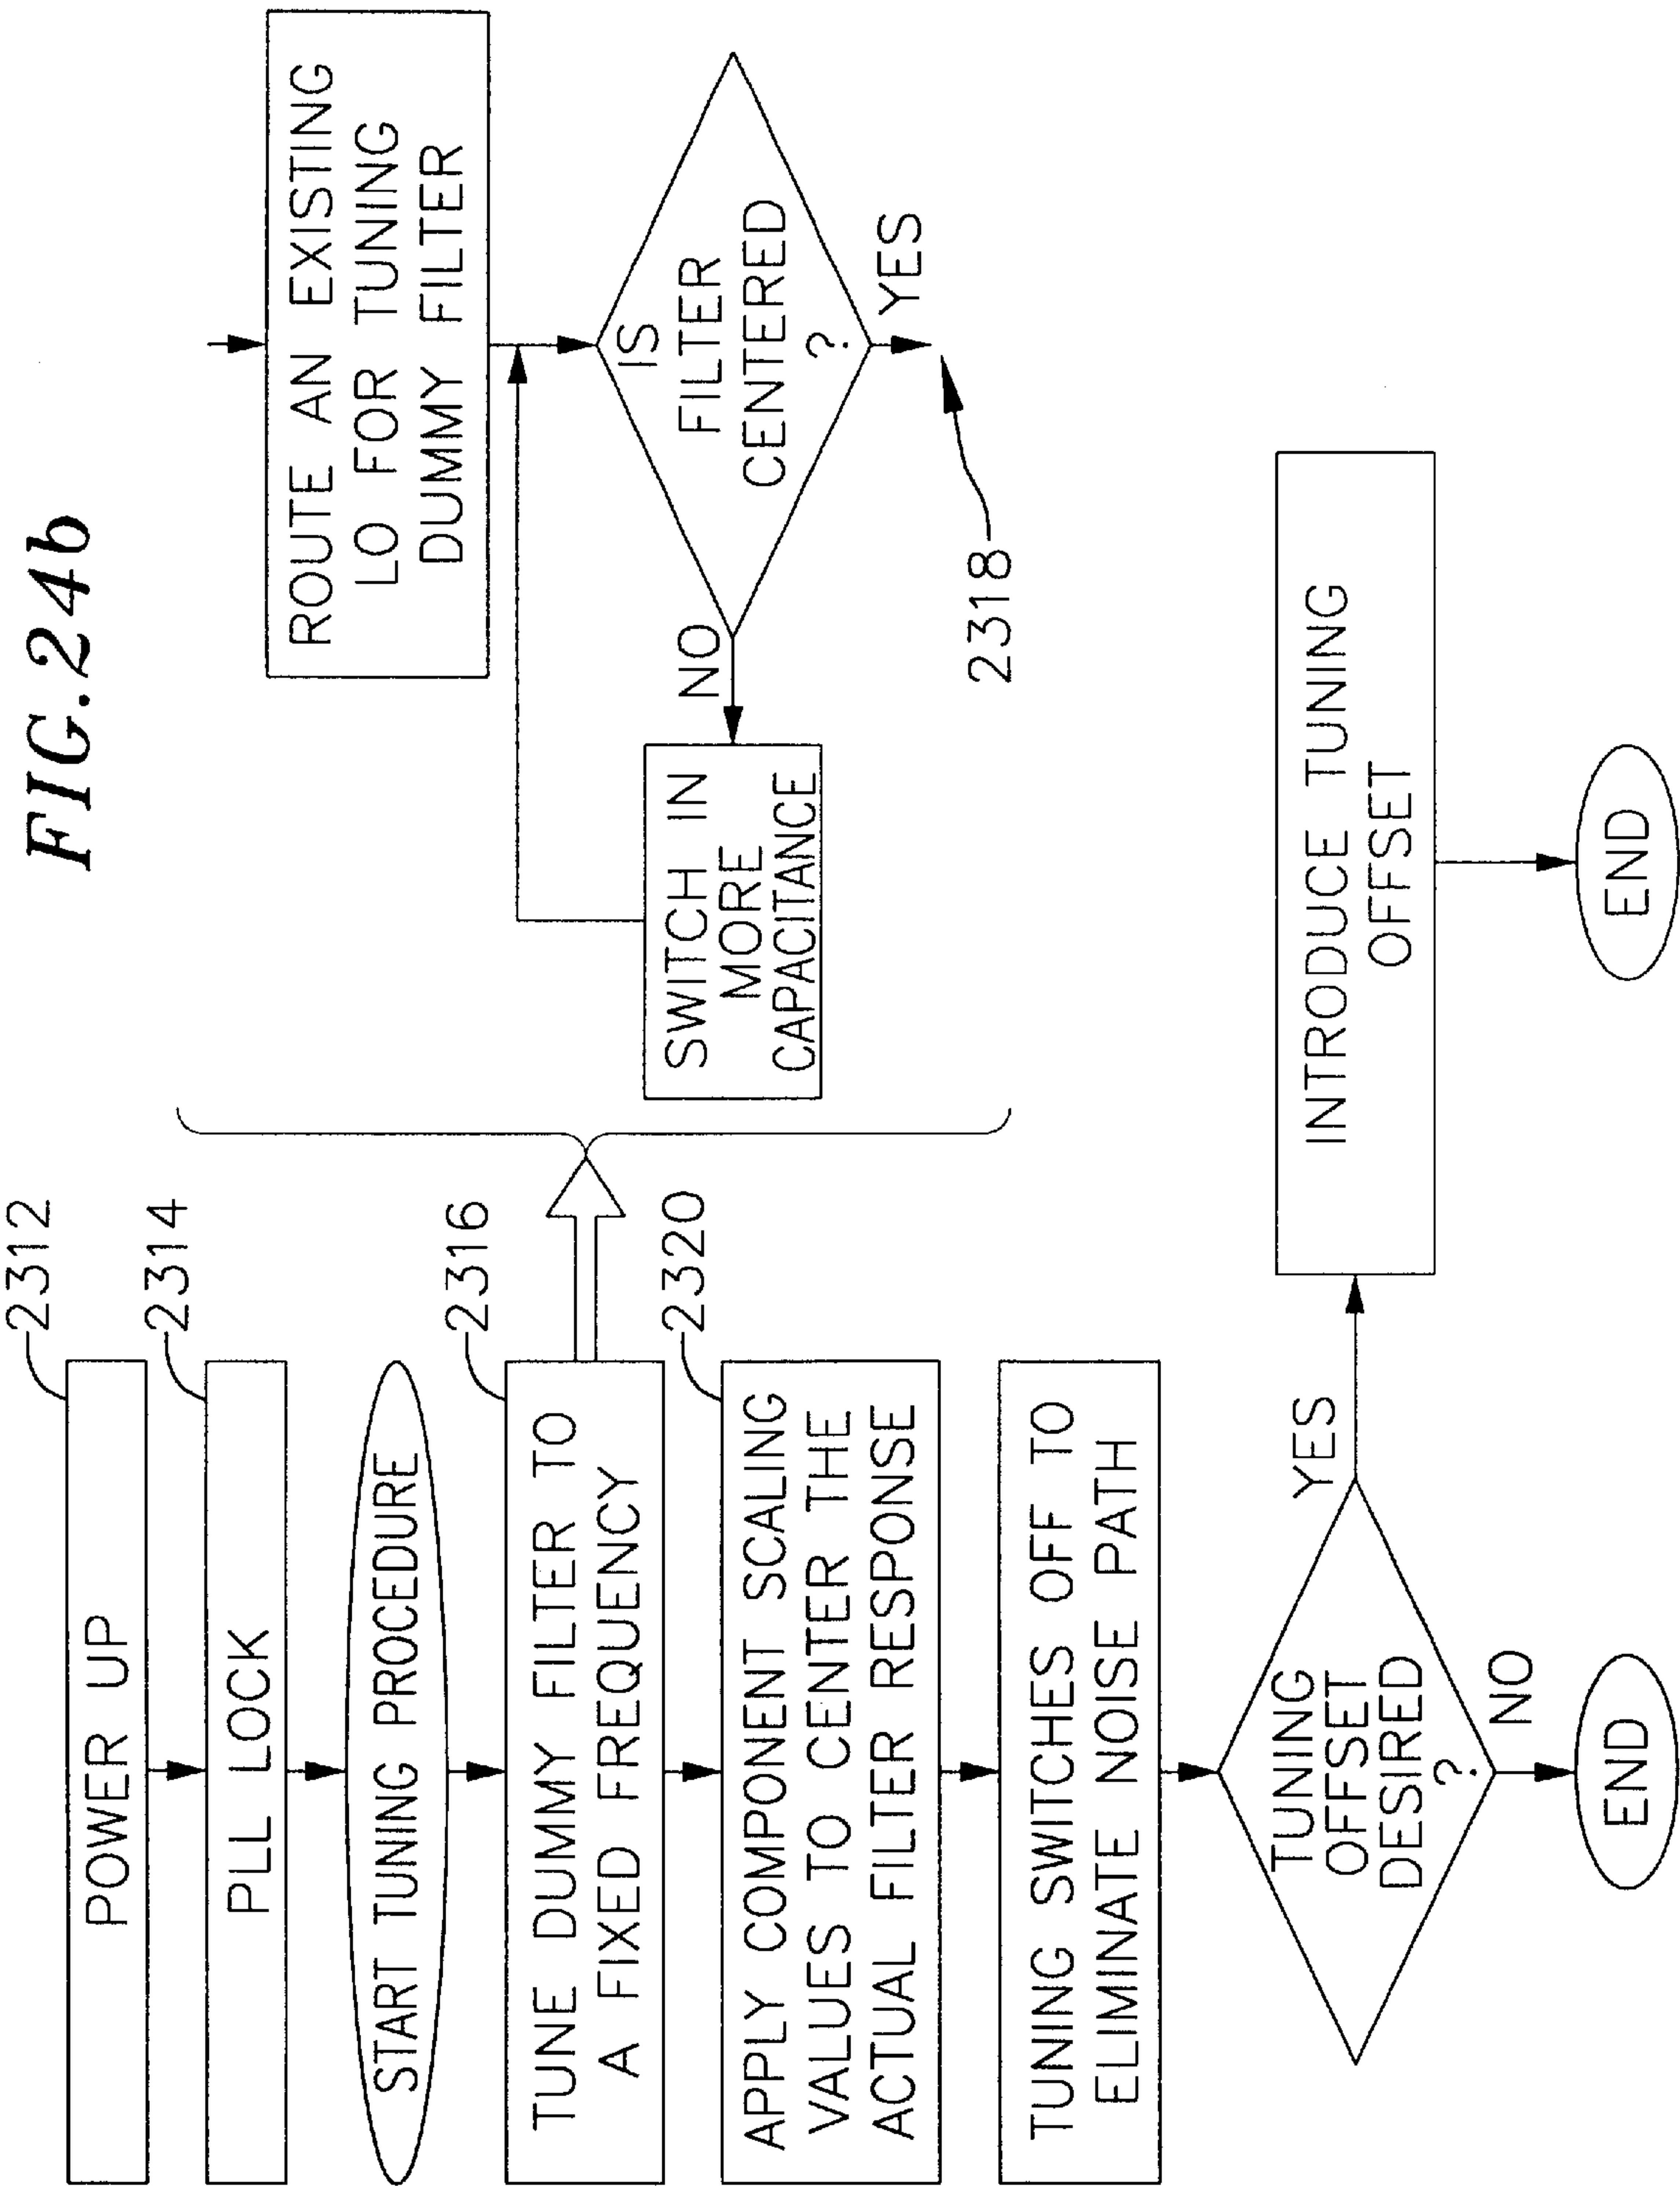 FIG.24b
POWER UP
2312
PLL LOCK
2314
START TUNING PROCEDURE
TUNE DUMMY FILTER TO
A FIXED FREQUENCY
2316
APPLY COMPONENT SCALING
VALUES TO CENTER THE
ACTUAL FILTER RESPONSE
2320
TUNING SWITCHES OFF TO
ELIMINATE NOISE PATH
TUNING
OFFSET
DESIRED
?
YES
NO
END
INTRODUCE TUNING
OFFSET
END
ROUTE AN EXISTING
LO FOR TUNING
DUMMY FILTER
IS
FILTER
CENTERED
?
NO
YES
SWITCH IN
MORE
CAPACITANCE
2318